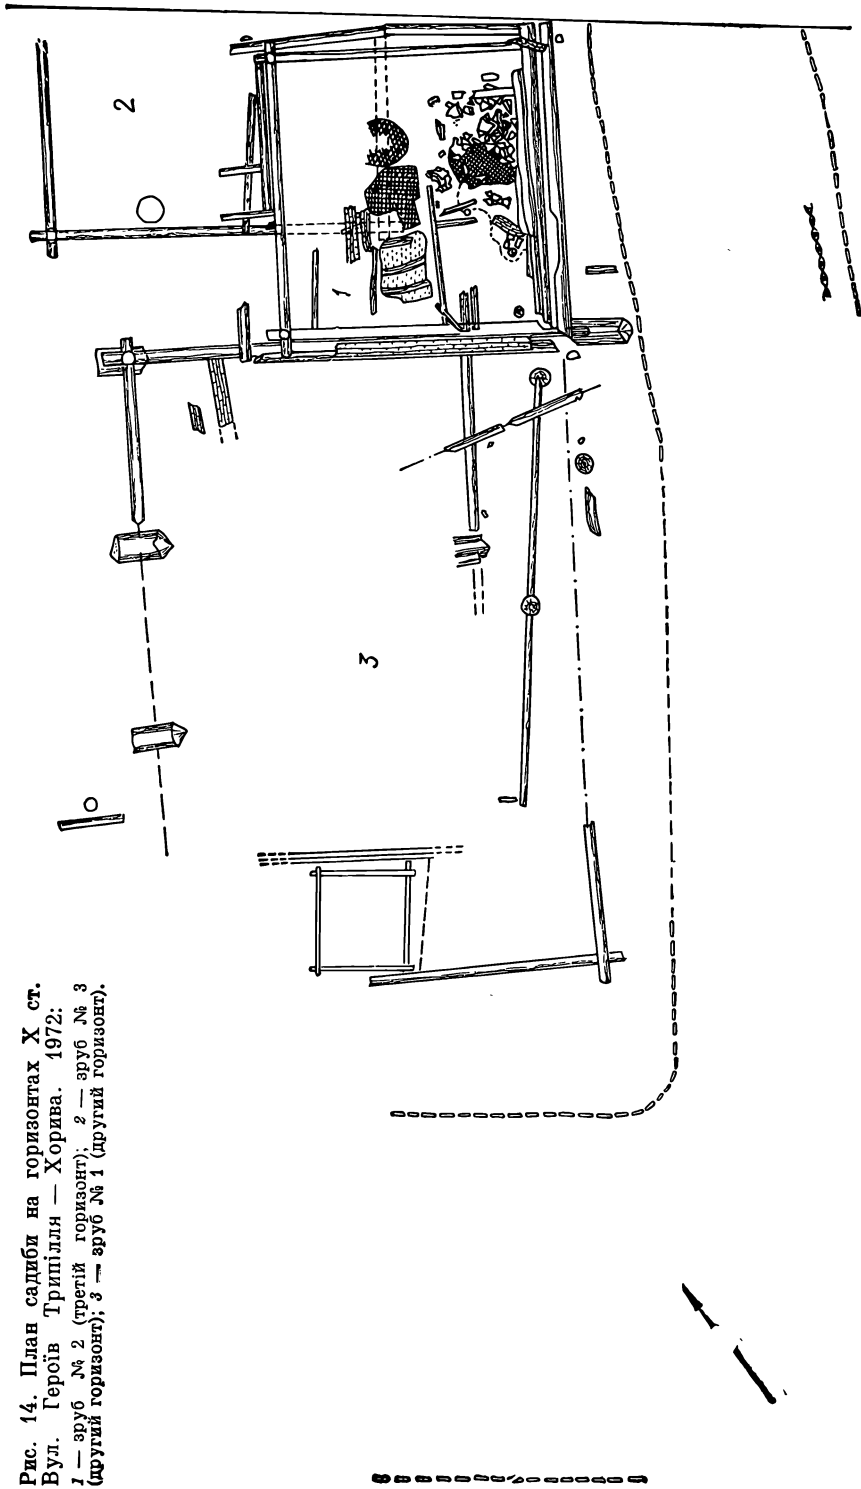 Рис. 14. План садиби на горизонтах X ст.
Вул. Героїв Трипілля — Хорива. 1972:
1 — зруб № 2 (третій горизонт); 2 — зруб № 3
(другий горизонт); 3 — зруб № 1 (другий горизонт).
2
1
3